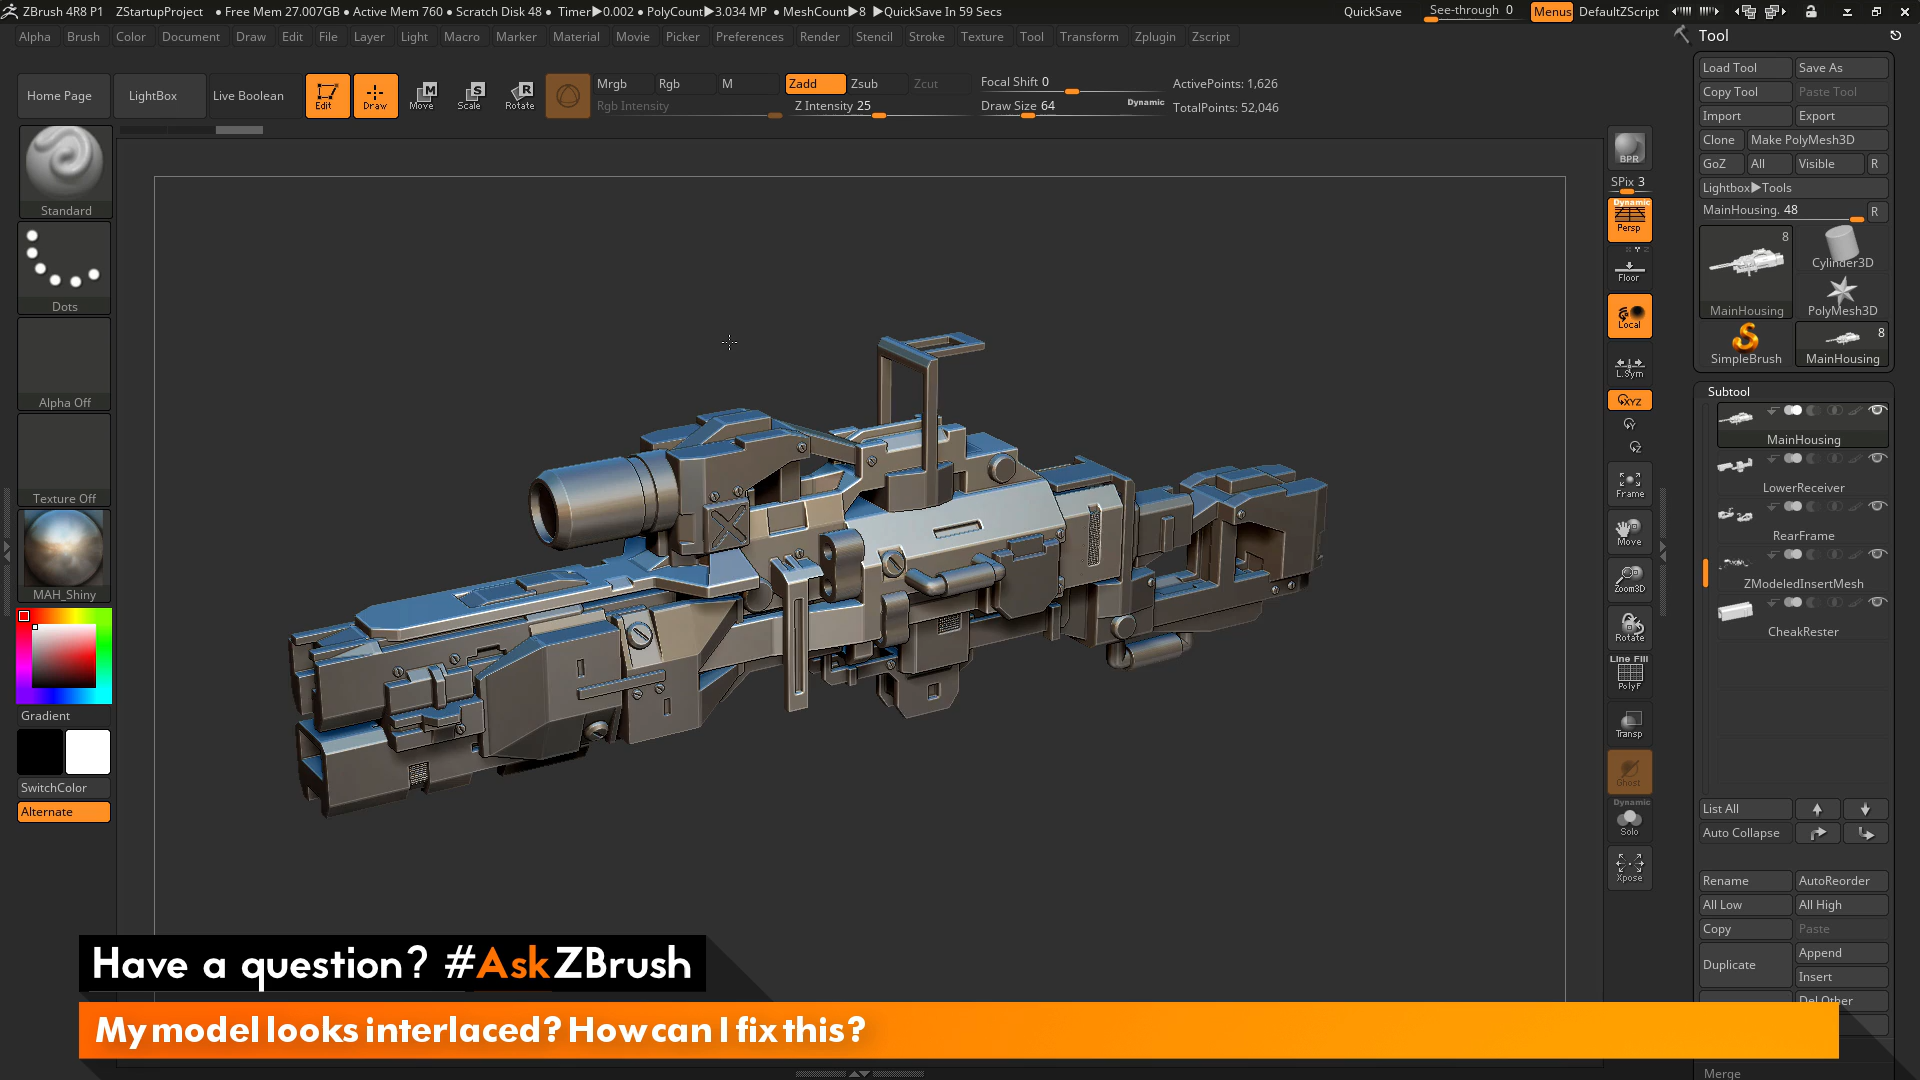 ZBrush 4R8 P1 ZStartupProject ● Free Mem 27.007GB ● Active Mem 760 ● Scratch Disk 48 ● Timer▶0.002 ● PolyCount▶3.034 MP ● MeshCount▶8 ▶QuickSave In 59 Secs QuickSave See-through 0 Menus DefaultZScript
Alpha Brush Color Document Draw Edit File Layer Light Macro Marker Material Movie Picker Preferences Render Stencil Stroke Texture Tool Transform Zplugin Zscript
Tool
Home Page LightBox Live Boolean Edit Draw Move Scale Rotate
Mrgb Rgb M Zadd Zsub Zcut
Rgb Intensity Z Intensity 25
Focal Shift 0
Draw Size 64 Dynamic
ActivePoints: 1,626
TotalPoints: 52,046
Standard
Dots
Alpha Off
Texture Off
MAH_Shiny
Gradient
SwitchColor
Alternate
BPR
SPix 3
Dynamic
Persp
Floor
Local
L.Sym
XYZ
Frame
Move
Zoom3D
Rotate
Line Fill
PolyF
Transp
Ghost
Dynamic
Solo
Xpose
Load Tool Save As
Copy Tool Paste Tool
Import Export
Clone Make PolyMesh3D
GoZ All Visible R
Lightbox▶Tools
MainHousing. 48 R
8
MainHousing
Cylinder3D
PolyMesh3D
SimpleBrush
8
MainHousing
Subtool
MainHousing
LowerReceiver
RearFrame
ZModeledInsertMesh
CheakRester
List All
Auto Collapse
Rename AutoReorder
All Low All High
Copy Paste
Duplicate Append
Insert
Del Other
Merge
Have a question? #AskZBrush
My model looks interlaced? How can I fix this?